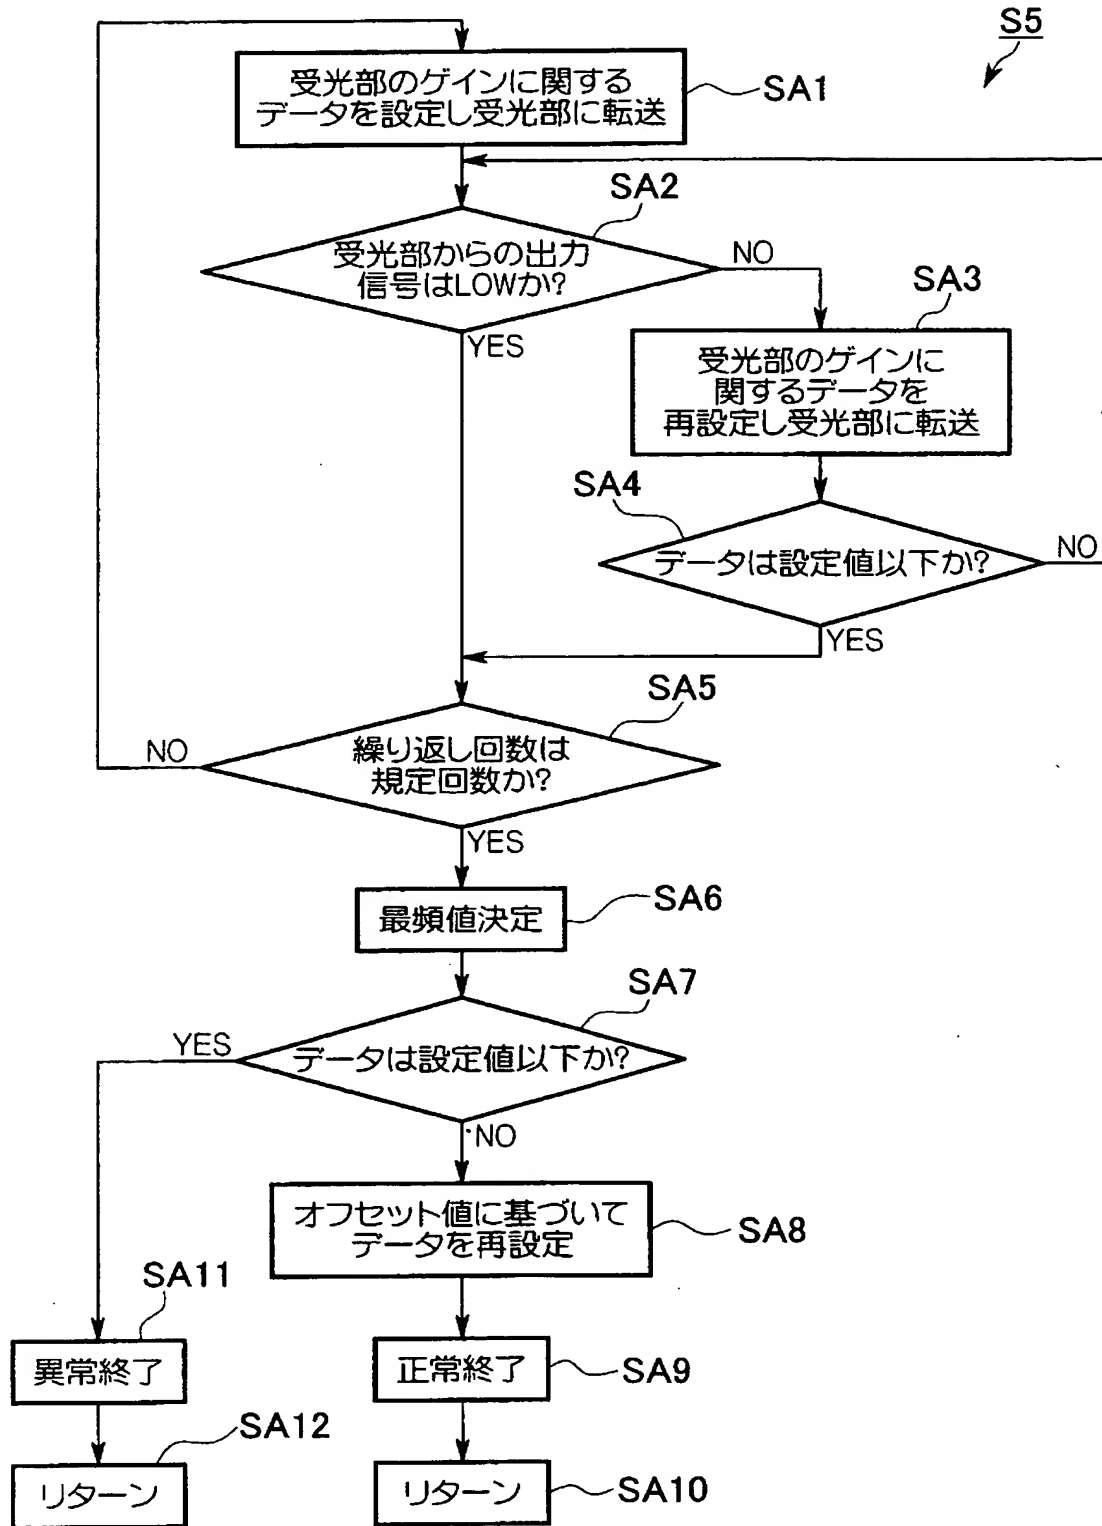 S5
受光部のゲインに関する
データを設定し受光部に転送
SA1
SA2
受光部からの出力
信号はLOWか?
NO
YES
SA3
受光部のゲインに
関するデータを
再設定し受光部に転送
SA4
データは設定値以下か?
NO
YES
SA5
繰り返し回数は
規定回数か?
NO
YES
最頻値決定
SA6
SA7
データは設定値以下か?
YES
NO
オフセット値に基づいて
データを再設定
SA8
SA11
異常終了
正常終了
SA9
SA12
リターン
リターン
SA10